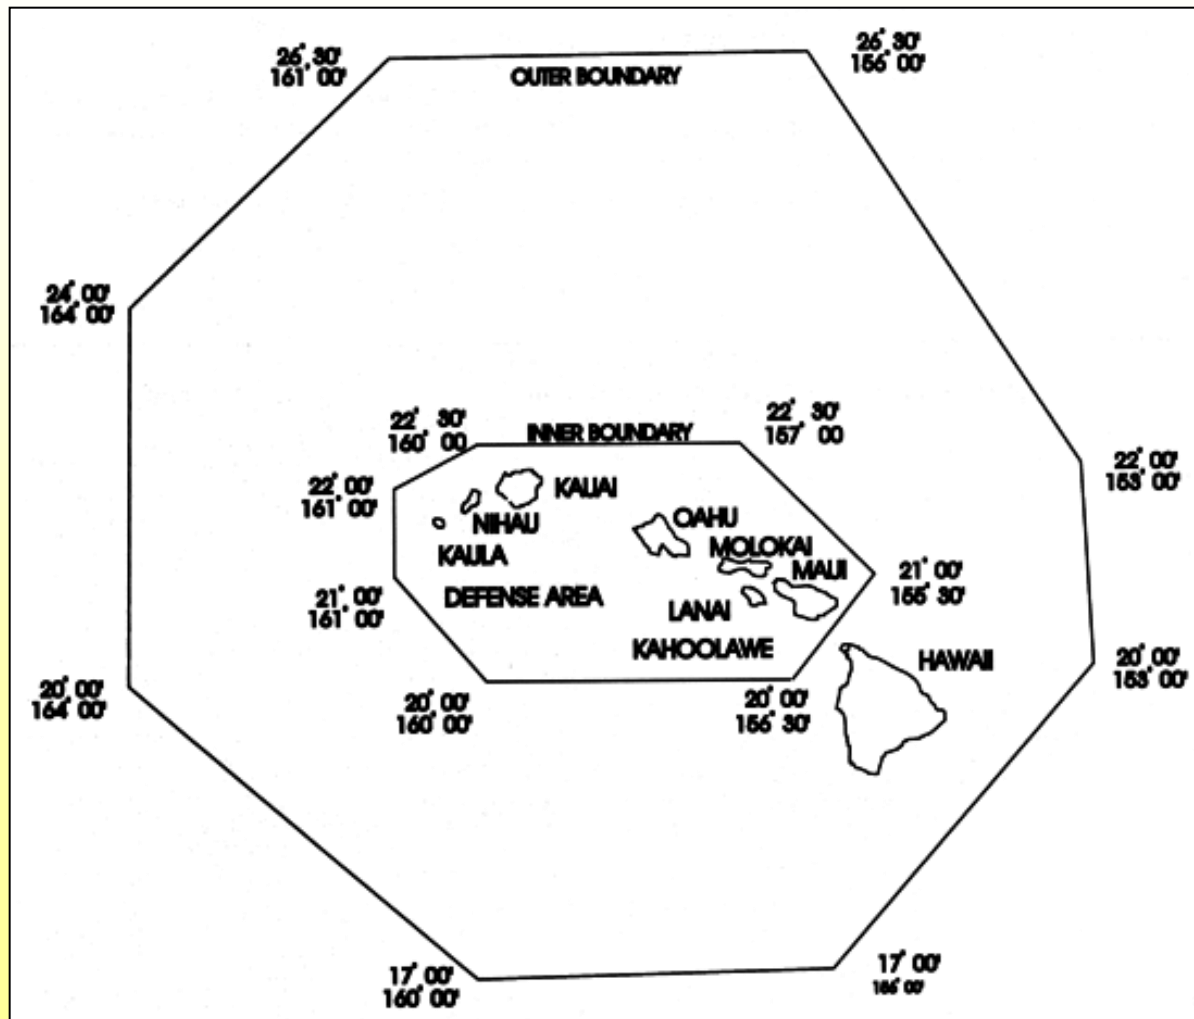 26° 30'
161° 00'
26° 30'
156° 00'
OUTER BOUNDARY
24° 00'
164° 00'
22° 30'
160° 00
INNER BOUNDARY
22° 30'
157° 00
22° 00'
161° 00'
KAUAI
NIHAU
KAULA
OAHU
MOLOKAI
MAUI
22° 00'
153° 00'
21° 00'
161° 00'
DEFENSE AREA
LANAI
21° 00'
155° 30'
KAHOOLAWE
HAWAII
20° 00'
153° 00'
20° 00'
164° 00'
20° 00'
160° 00'
20° 00'
156° 30'
17° 00'
160° 00'
17° 00'